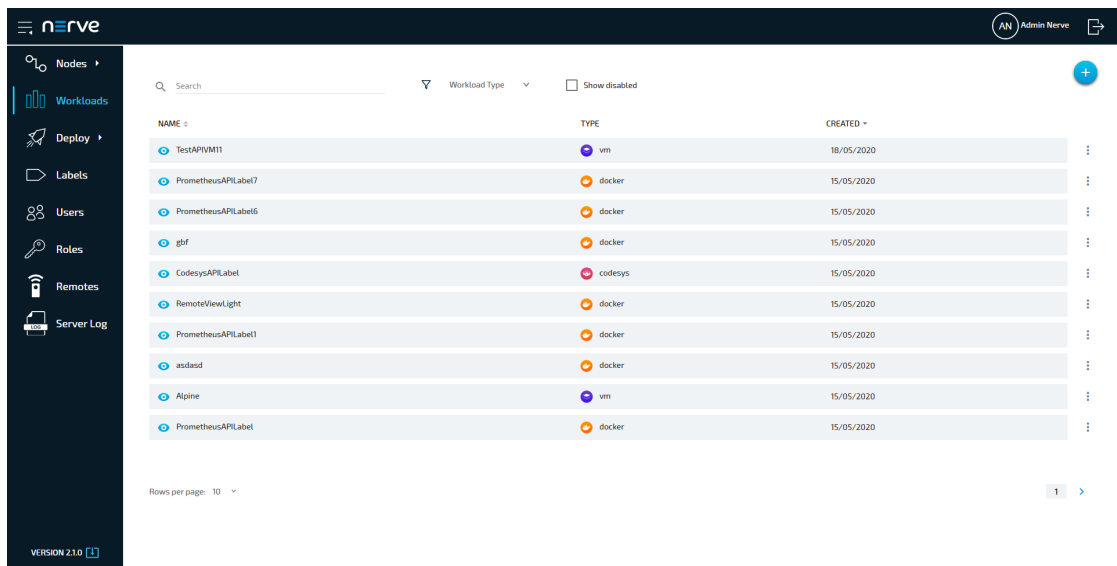 nerve
AN Admin Nerve
Nodes
Workloads
Deploy
Labels
Users
Roles
Remotes
LOG Server Log
VERSION 2.1.0
Search Workload Type Show disabled
+
NAME TYPE CREATED
TestAPIVM11 vm 18/05/2020
PrometheusAPILabel7 docker 15/05/2020
PrometheusAPILabel6 docker 15/05/2020
gbf docker 15/05/2020
CodesysAPILabel codesys 15/05/2020
RemoteViewLight docker 15/05/2020
PrometheusAPILabel1 docker 15/05/2020
asdasd docker 15/05/2020
Alpine vm 15/05/2020
PrometheusAPILabel docker 15/05/2020
Rows per page: 10 1